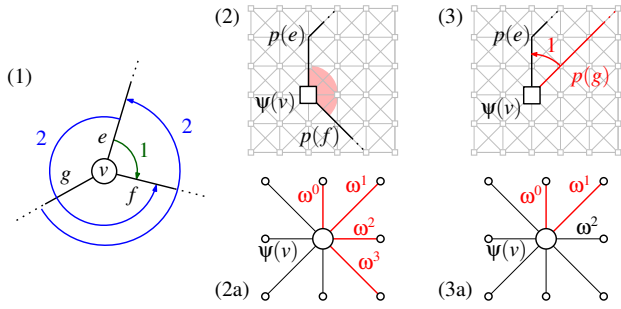 (1)
2
e
1
2
v
g
f
(2)
p(e)
Ψ(v)
p(f)
(3)
p(e)
1
p(g)
Ψ(v)
(2a)
ω⁰
ω¹
ω²
ω³
Ψ(v)
(3a)
ω⁰
ω¹
ω²
Ψ(v)